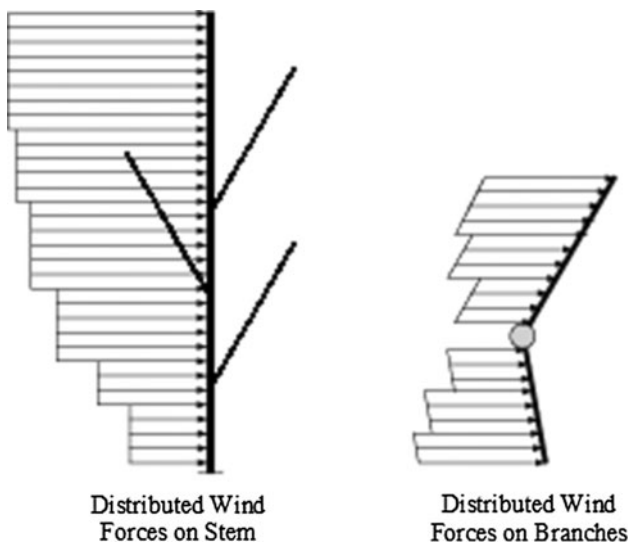 Distributed Wind
Forces on Stem
Distributed Wind
Forces on Branches